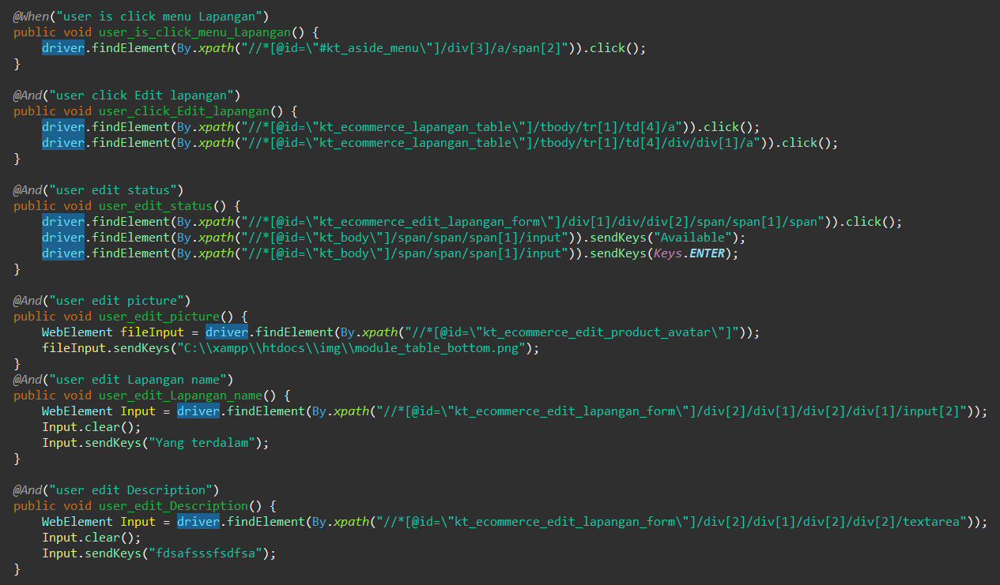 @When("user is click menu Lapangan")
public void user_is_click_menu_Lapangan() {
    driver.findElement(By.xpath("//*[@id=\"#kt_aside_menu\"]/div[3]/a/span[2]")).click();
}
@And("user click Edit lapangan")
public void user_click_Edit_lapangan() {
    driver.findElement(By.xpath("//*[@id=\"kt_ecommerce_lapangan_table\"]/tbody/tr[1]/td[4]/a")).click();
    driver.findElement(By.xpath("//*[@id=\"kt_ecommerce_lapangan_table\"]/tbody/tr[1]/td[4]/div/div[1]/a")).click();
}
@And("user edit status")
public void user_edit_status() {
    driver.findElement(By.xpath("//*[@id=\"kt_ecommerce_edit_lapangan_form\"]/div[1]/div/div[2]/span/span[1]/span")).click();
    driver.findElement(By.xpath("//*[@id=\"kt_body\"]/span/span/span[1]/input")).sendKeys("Available");
    driver.findElement(By.xpath("//*[@id=\"kt_body\"]/span/span/span[1]/input")).sendKeys(Keys.ENTER);
}
@And("user edit picture")
public void user_edit_picture() {
    WebElement fileInput = driver.findElement(By.xpath("//*[@id=\"kt_ecommerce_edit_product_avatar\"]"));
    fileInput.sendKeys("C:\\xampp\\htdocs\\img\\module_table_bottom.png");
}
@And("user edit Lapangan name")
public void user_edit_Lapangan_name() {
    WebElement Input = driver.findElement(By.xpath("//*[@id=\"kt_ecommerce_edit_lapangan_form\"]/div[2]/div[1]/div[2]/div[1]/input[2]"));
    Input.clear();
    Input.sendKeys("Yang terdalam");
}
@And("user edit Description")
public void user_edit_Description() {
    WebElement Input = driver.findElement(By.xpath("//*[@id=\"kt_ecommerce_edit_lapangan_form\"]/div[2]/div[1]/div[2]/div[2]/textarea"));
    Input.clear();
    Input.sendKeys("fdsafsssfsdfsa");
}